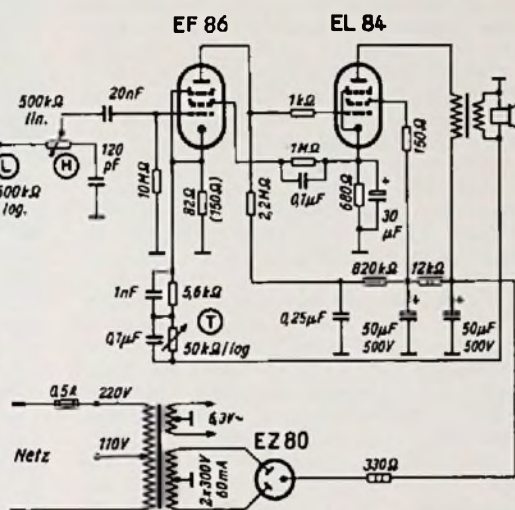 EF 86
EL 84
20nF
500kΩ
lin.
1kΩ
150Ω
L
H
120
pF
1MΩ
0,1µF
500kΩ
log.
10MΩ
82Ω
(150Ω)
2,2MΩ
680Ω
+
30
µF
820kΩ
12kΩ
1nF
5,6kΩ
T
0,25µF
+
50µF
500V
+
50µF
500V
0,1µF
50kΩ/log
0,5A
220V
6,3V~
110V
EZ 80
Netz
2x300V
60mA
330Ω